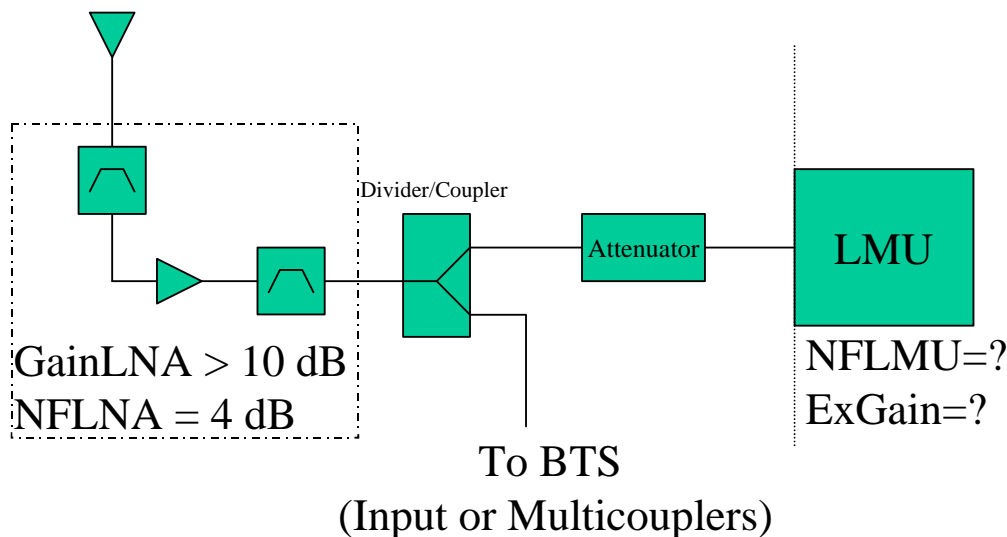 Divider/Coupler
Attenuator
LMU
GainLNA > 10 dB
NFLNA = 4 dB
NFLMU=?
ExGain=?
To BTS
(Input or Multicouplers)